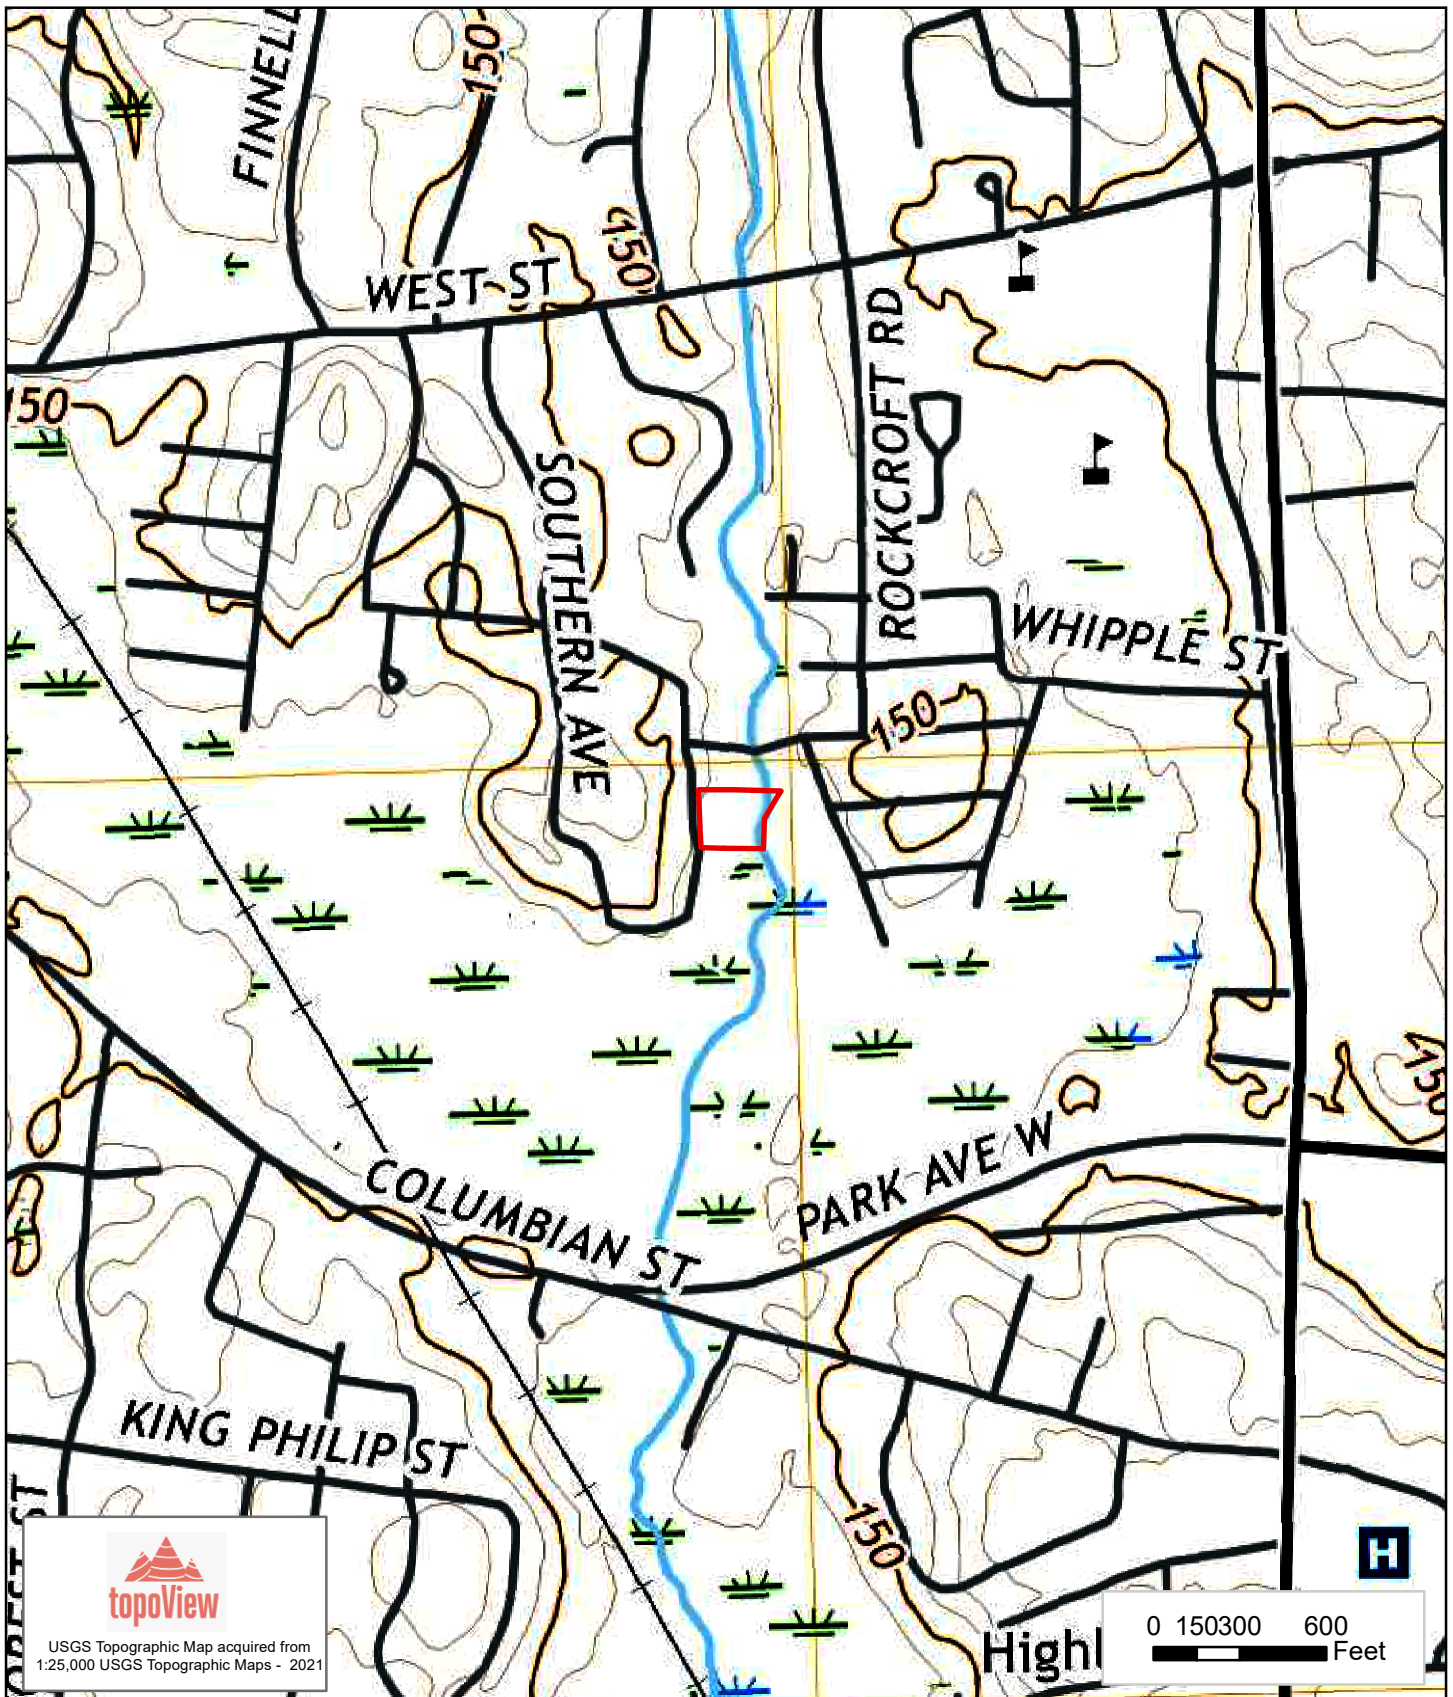 FINNELL
150
150
WEST ST
ROCKCROFT RD
150
SOUTHERN AVE
WHIPPLE ST
150
150
COLUMBIAN ST
PARK AVE W
KING PHILIP ST
150
H
topoView
USGS Topographic Map acquired from
1:25,000 USGS Topographic Maps - 2021
0 150300 600
Feet
Highl